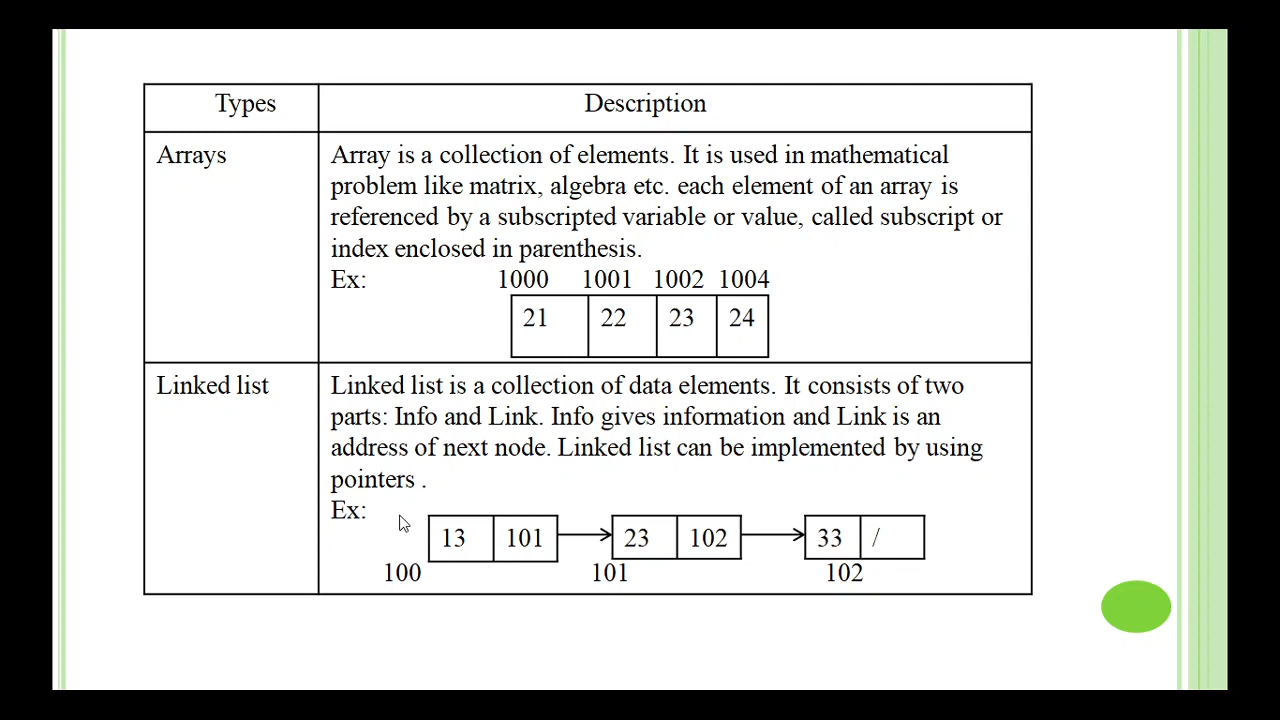 Types Description
Arrays Array is a collection of elements. It is used in mathematical
problem like matrix, algebra etc. each element of an array is
referenced by a subscripted variable or value, called subscript or
index enclosed in parenthesis.
Ex: 1000 1001 1002 1004
21 22 23 24
Linked list Linked list is a collection of data elements. It consists of two
parts: Info and Link. Info gives information and Link is an
address of next node. Linked list can be implemented by using
pointers .
Ex:
13 101 23 102 33 /
100 101 102